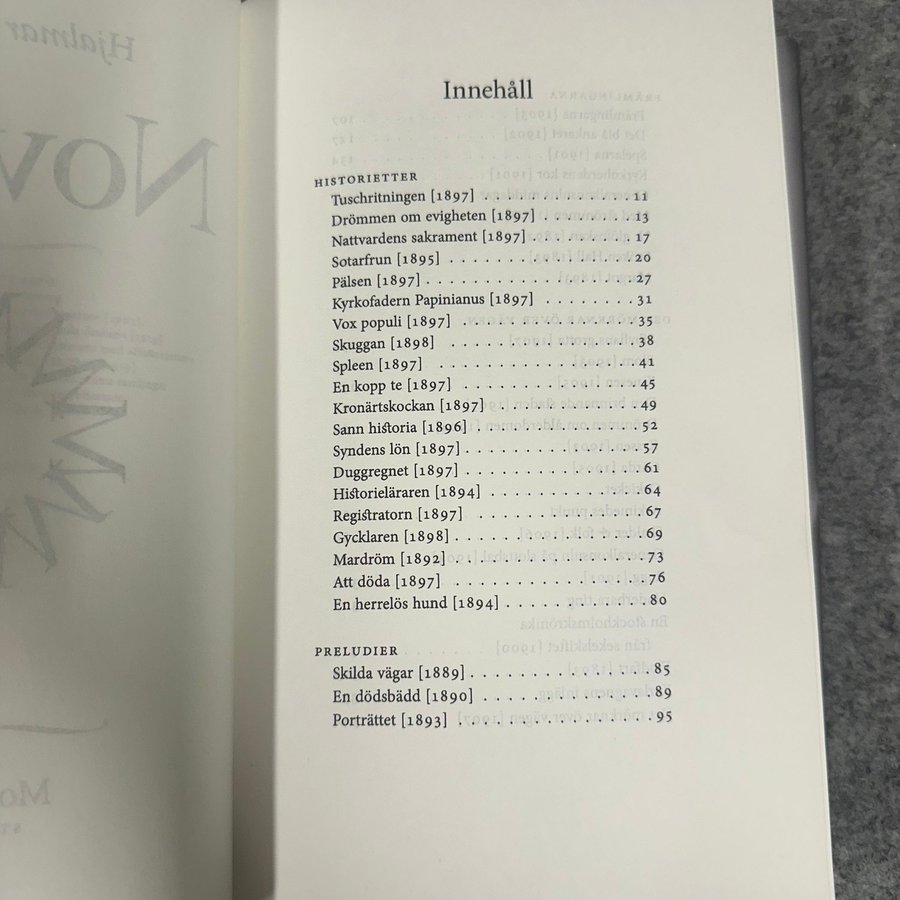 Hjalmar
Nov
Mo
Innehåll
HISTORIETTER
Tuschritningen [1897] . . . . . . . . . . . . . . . . . 11
Drömmen om evigheten [1897] . . . . . . . . . . 13
Nattvardens sakrament [1897] . . . . . . . . . . . 17
Sotarfrun [1895] . . . . . . . . . . . . . . . . . . . . 20
Pälsen [1897] . . . . . . . . . . . . . . . . . . . . . . 27
Kyrkofadern Papinianus [1897] . . . . . . . . . . 31
Vox populi [1897] . . . . . . . . . . . . . . . . . . . 35
Skuggan [1898] . . . . . . . . . . . . . . . . . . . . 38
Spleen [1897] . . . . . . . . . . . . . . . . . . . . . . 41
En kopp te [1897] . . . . . . . . . . . . . . . . . . . 45
Kronärtskockan [1897] . . . . . . . . . . . . . . . . 49
Sann historia [1896] . . . . . . . . . . . . . . . . . . 52
Syndens lön [1897] . . . . . . . . . . . . . . . . . . . 57
Duggregnet [1897] . . . . . . . . . . . . . . . . . . . 61
Historieläraren [1894] . . . . . . . . . . . . . . . . . 64
Registratorn [1897] . . . . . . . . . . . . . . . . . . 67
Gycklaren [1898] . . . . . . . . . . . . . . . . . . . . 69
Mardröm [1892] . . . . . . . . . . . . . . . . . . . . 73
Att döda [1897] . . . . . . . . . . . . . . . . . . . . 76
En herrelös hund [1894] . . . . . . . . . . . . . . . 80
PRELUDIER
Skilda vägar [1889] . . . . . . . . . . . . . . . . . . . 85
En dödsbädd [1890] . . . . . . . . . . . . . . . . . . 89
Porträttet [1893] . . . . . . . . . . . . . . . . . . . . 95